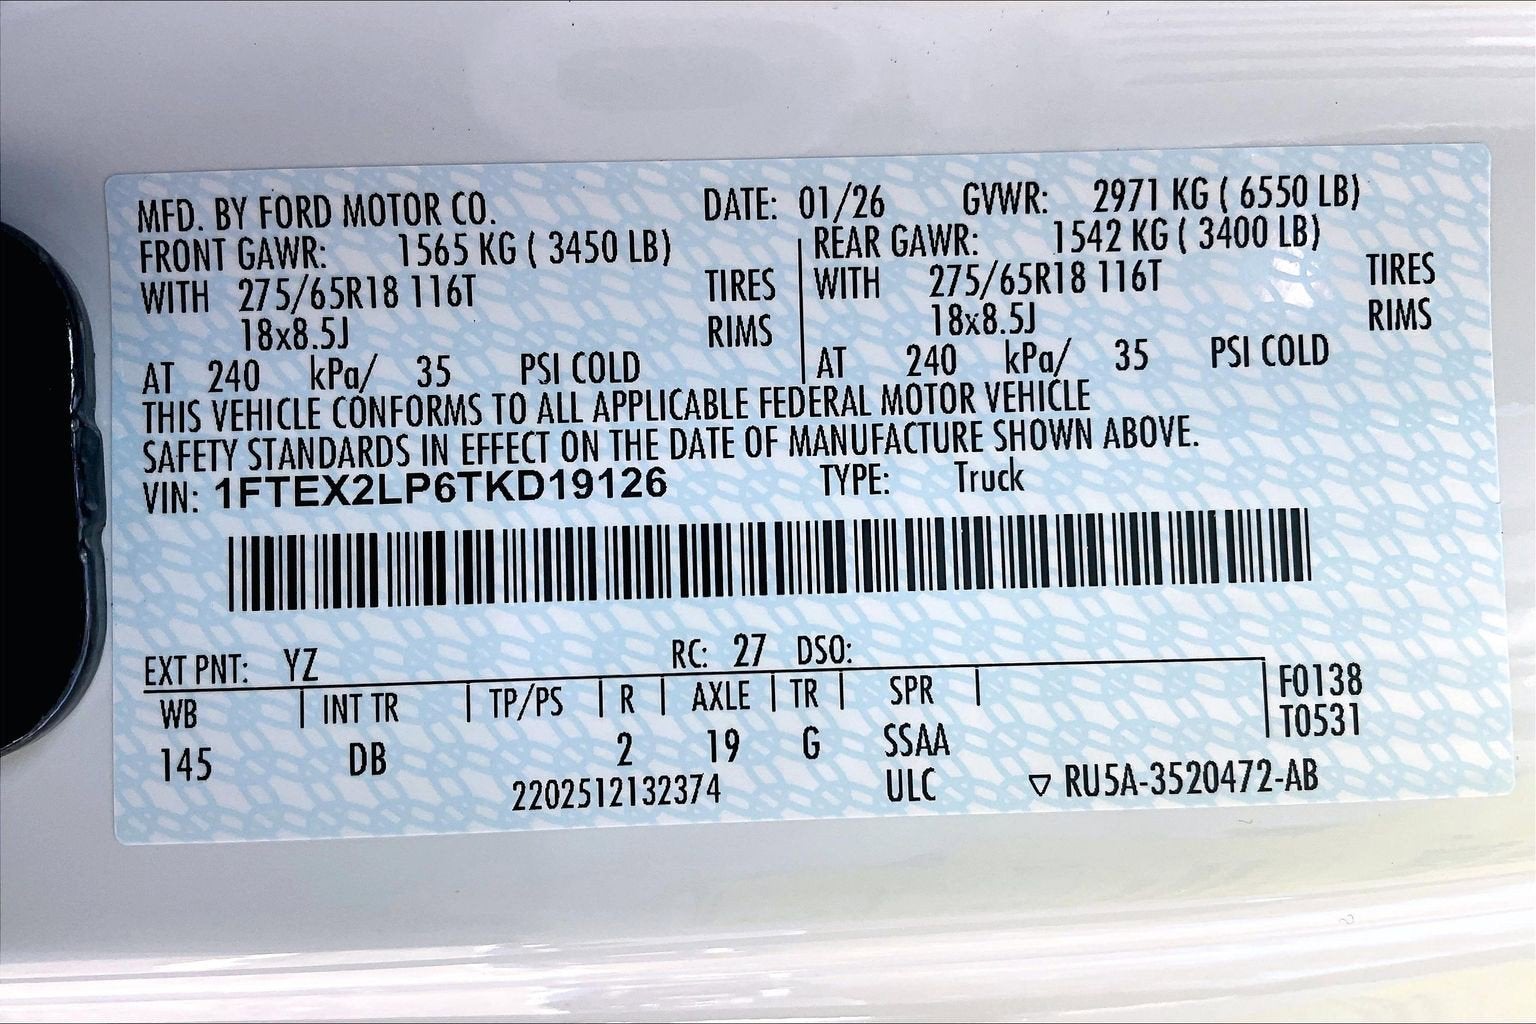 MFD. BY FORD MOTOR CO. DATE: 01/26 GVWR: 2971 KG ( 6550 LB)
FRONT GAWR: 1565 KG ( 3450 LB) REAR GAWR: 1542 KG ( 3400 LB)
WITH 275/65R18 116T TIRES WITH 275/65R18 116T TIRES
18x8.5J RIMS 18x8.5J RIMS
AT 240 kPa/ 35 PSI COLD AT 240 kPa/ 35 PSI COLD
THIS VEHICLE CONFORMS TO ALL APPLICABLE FEDERAL MOTOR VEHICLE
SAFETY STANDARDS IN EFFECT ON THE DATE OF MANUFACTURE SHOWN ABOVE.
VIN: 1FTEX2LP6TKD19126 TYPE: Truck
EXT PNT: YZ RC: 27 DSO:
WB INT TR TP/PS R AXLE TR SPR F0138
T0531
145 DB 2 19 G SSAA
2202512132374 ULC ▽ RU5A-3520472-AB